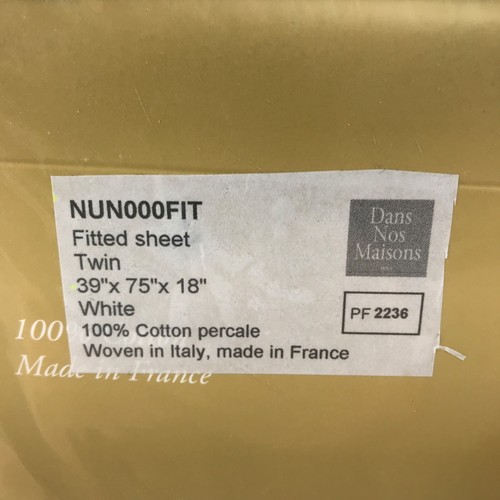 NUN000FIT
Fitted sheet
Twin
39"x 75"x 18"
White
100% Cotton percale
Woven in Italy, made in France
Dans
Nos
Maisons
PF 2236
100%
Made in France